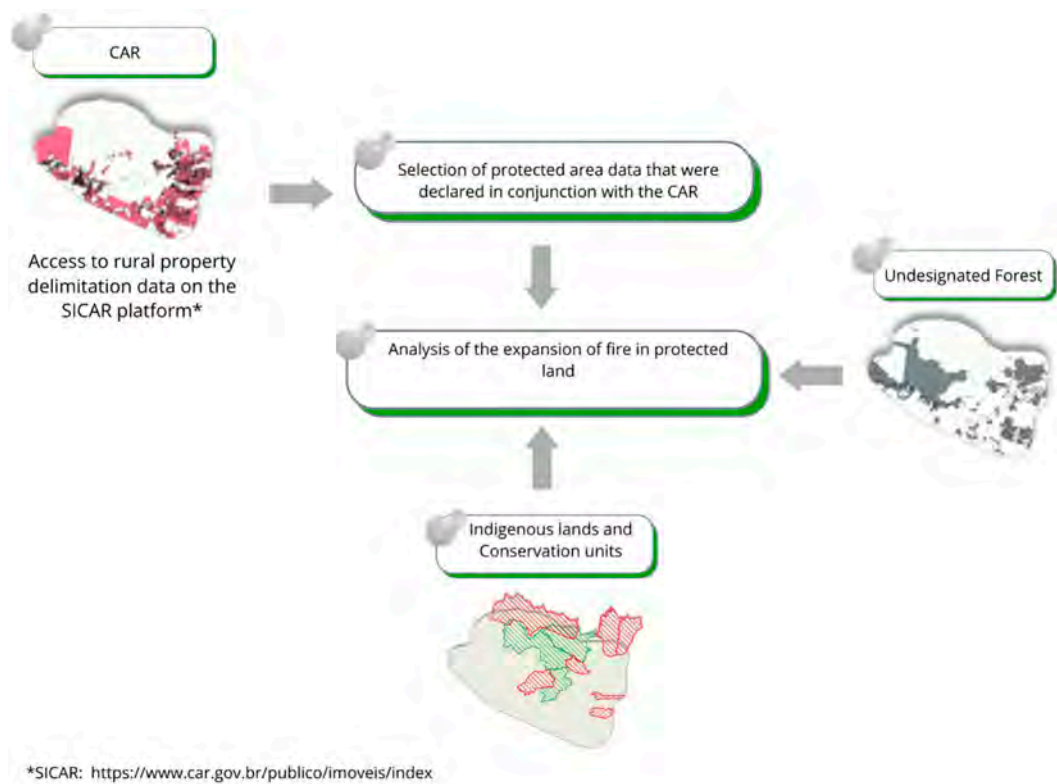 CAR
Access to rural property
delimitation data on the
SICAR platform*
Selection of protected area data that were
declared in conjunction with the CAR
Undesignated Forest
Analysis of the expansion of fire in protected
land
Indigenous lands and
Conservation units
*SICAR: https://www.car.gov.br/publico/imoveis/index